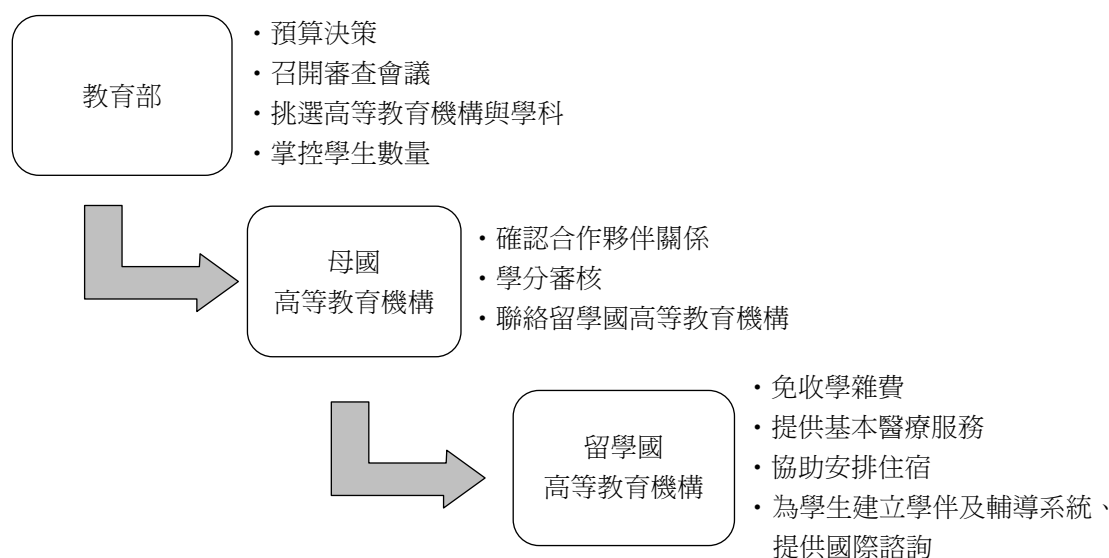 教育部
・預算決策
・召開審查會議
・挑選高等教育機構與學科
・掌控學生數量
母國
高等教育機構
・確認合作夥伴關係
・學分審核
・聯絡留學國高等教育機構
留學國
高等教育機構
・免收學雜費
・提供基本醫療服務
・協助安排住宿
・為學生建立學伴及輔導系統、
提供國際諮詢